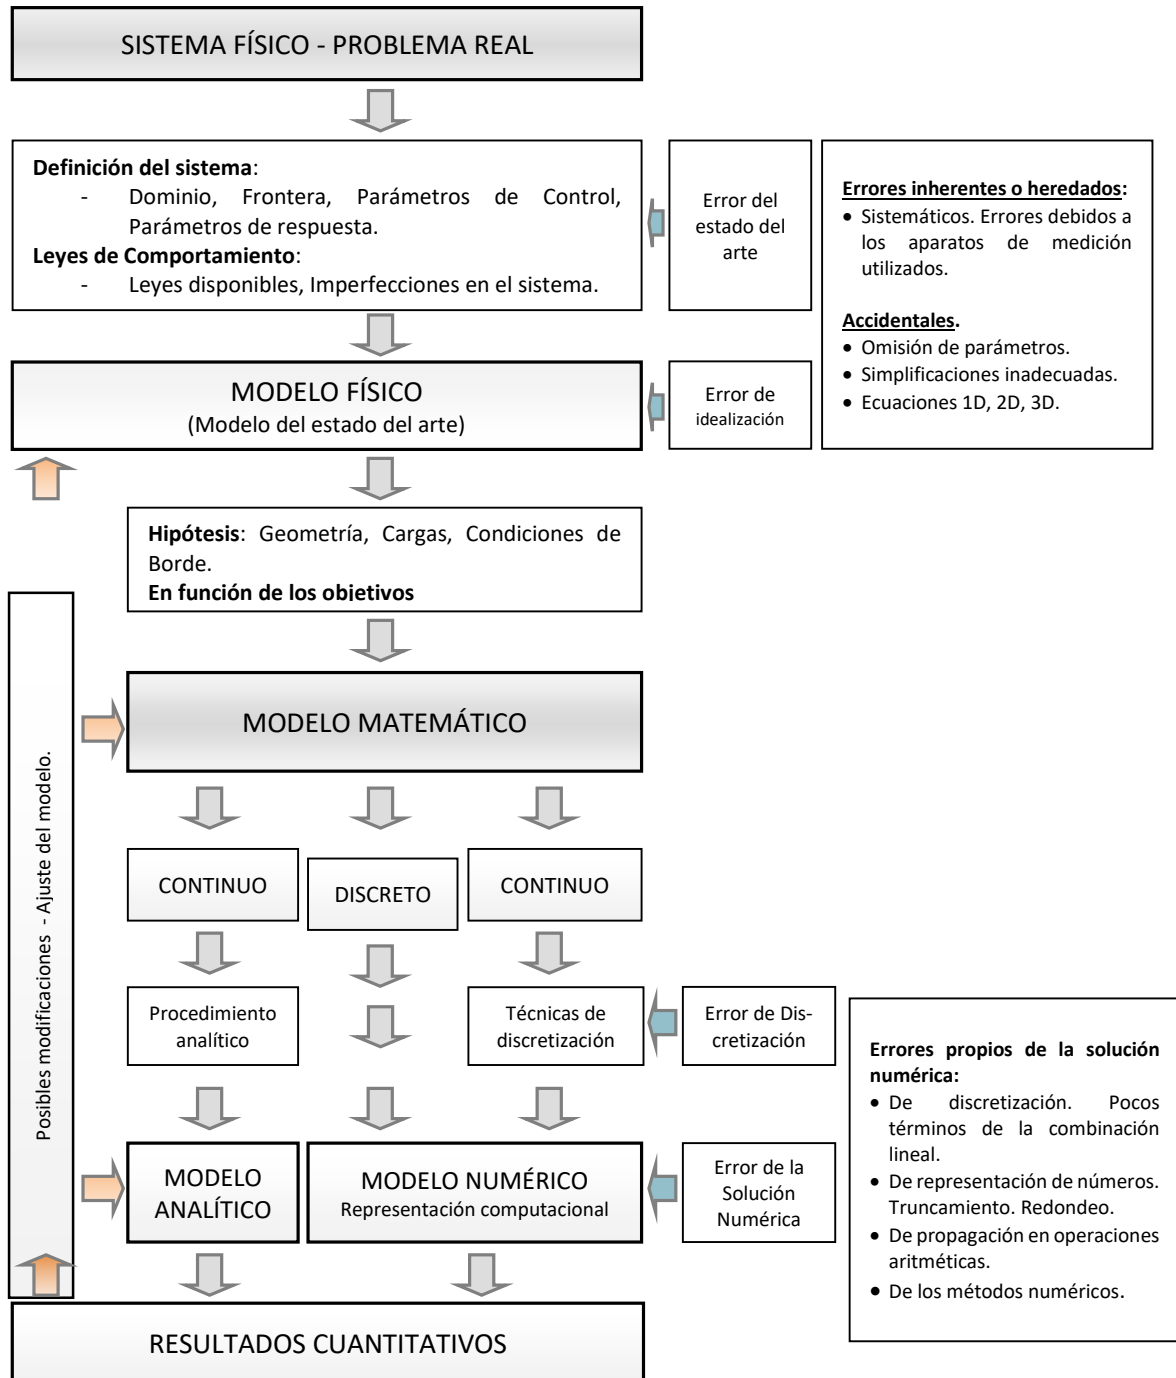 SISTEMA FÍSICO - PROBLEMA REAL
Definición del sistema:
- Dominio, Frontera, Parámetros de Control,
Parámetros de respuesta.
Leyes de Comportamiento:
- Leyes disponibles, Imperfecciones en el sistema.
Error del
estado del
arte
Errores inherentes o heredados:
• Sistemáticos. Errores debidos a
los aparatos de medición
utilizados.
Accidentales.
• Omisión de parámetros.
• Simplificaciones inadecuadas.
• Ecuaciones 1D, 2D, 3D.
MODELO FÍSICO
(Modelo del estado del arte)
Error de
idealización
Hipótesis: Geometría, Cargas, Condiciones de
Borde.
En función de los objetivos
Posibles modificaciones - Ajuste del modelo.
MODELO MATEMÁTICO
CONTINUO
DISCRETO
CONTINUO
Procedimiento
analítico
Técnicas de
discretización
Error de Dis-
cretización
Errores propios de la solución
numérica:
• De discretización. Pocos
términos de la combinación
lineal.
• De representación de números.
Truncamiento. Redondeo.
• De propagación en operaciones
aritméticas.
• De los métodos numéricos.
MODELO
ANALÍTICO
MODELO NUMÉRICO
Representación computacional
Error de la
Solución
Numérica
RESULTADOS CUANTITATIVOS